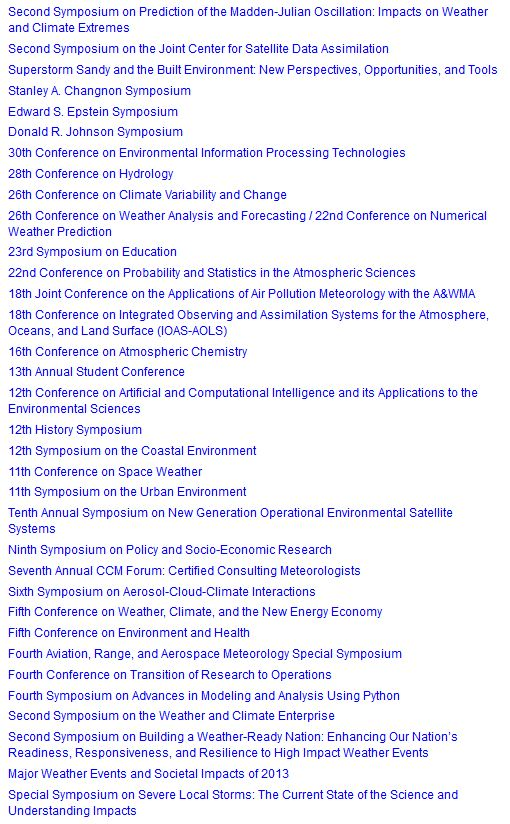 Second Symposium on Prediction of the Madden-Julian Oscillation: Impacts on Weather
and Climate Extremes
Second Symposium on the Joint Center for Satellite Data Assimilation
Superstorm Sandy and the Built Environment: New Perspectives, Opportunities, and Tools
Stanley A. Changnon Symposium
Edward S. Epstein Symposium
Donald R. Johnson Symposium
30th Conference on Environmental Information Processing Technologies
28th Conference on Hydrology
26th Conference on Climate Variability and Change
26th Conference on Weather Analysis and Forecasting / 22nd Conference on Numerical
Weather Prediction
23rd Symposium on Education
22nd Conference on Probability and Statistics in the Atmospheric Sciences
18th Joint Conference on the Applications of Air Pollution Meteorology with the A&WMA
18th Conference on Integrated Observing and Assimilation Systems for the Atmosphere,
Oceans, and Land Surface (IOAS-AOLS)
16th Conference on Atmospheric Chemistry
13th Annual Student Conference
12th Conference on Artificial and Computational Intelligence and its Applications to the
Environmental Sciences
12th History Symposium
12th Symposium on the Coastal Environment
11th Conference on Space Weather
11th Symposium on the Urban Environment
Tenth Annual Symposium on New Generation Operational Environmental Satellite
Systems
Ninth Symposium on Policy and Socio-Economic Research
Seventh Annual CCM Forum: Certified Consulting Meteorologists
Sixth Symposium on Aerosol-Cloud-Climate Interactions
Fifth Conference on Weather, Climate, and the New Energy Economy
Fifth Conference on Environment and Health
Fourth Aviation, Range, and Aerospace Meteorology Special Symposium
Fourth Conference on Transition of Research to Operations
Fourth Symposium on Advances in Modeling and Analysis Using Python
Second Symposium on the Weather and Climate Enterprise
Second Symposium on Building a Weather-Ready Nation: Enhancing Our Nation’s
Readiness, Responsiveness, and Resilience to High Impact Weather Events
Major Weather Events and Societal Impacts of 2013
Special Symposium on Severe Local Storms: The Current State of the Science and
Understanding Impacts